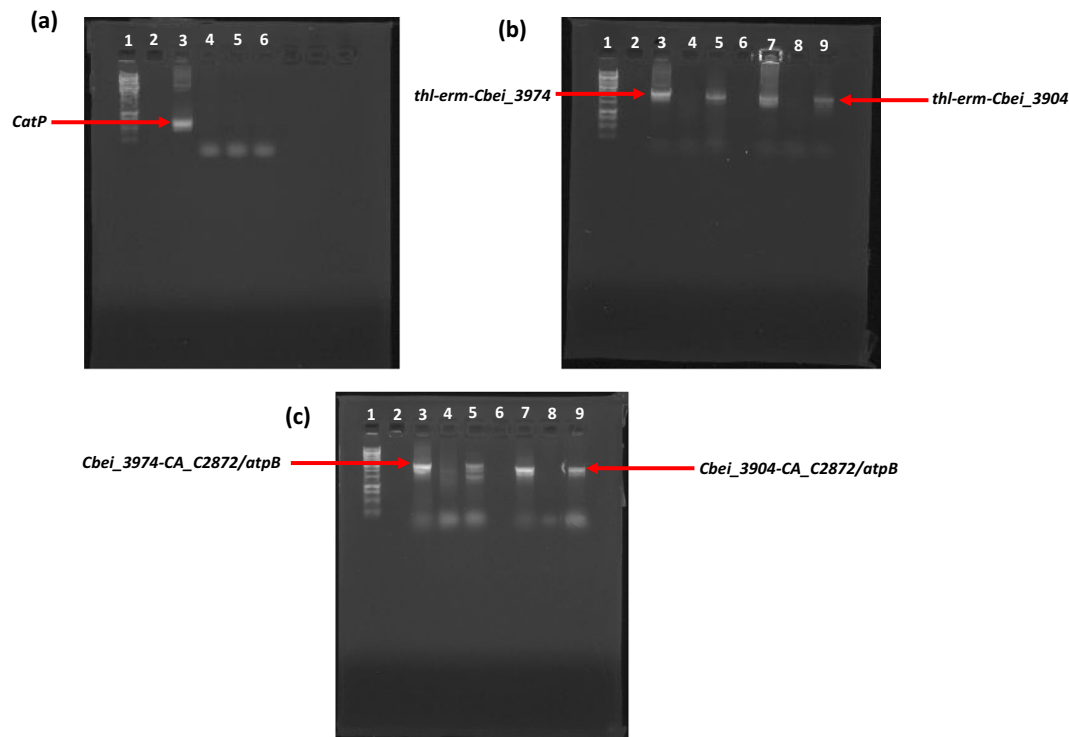 (a)
1 2 3 4 5 6
CatP
(b)
1 2 3 4 5 6 7 8 9
thl-erm-Cbei_3974
thl-erm-Cbei_3904
(c)
1 2 3 4 5 6 7 8 9
Cbei_3974-CA_C2872/atpB
Cbei_3904-CA_C2872/atpB